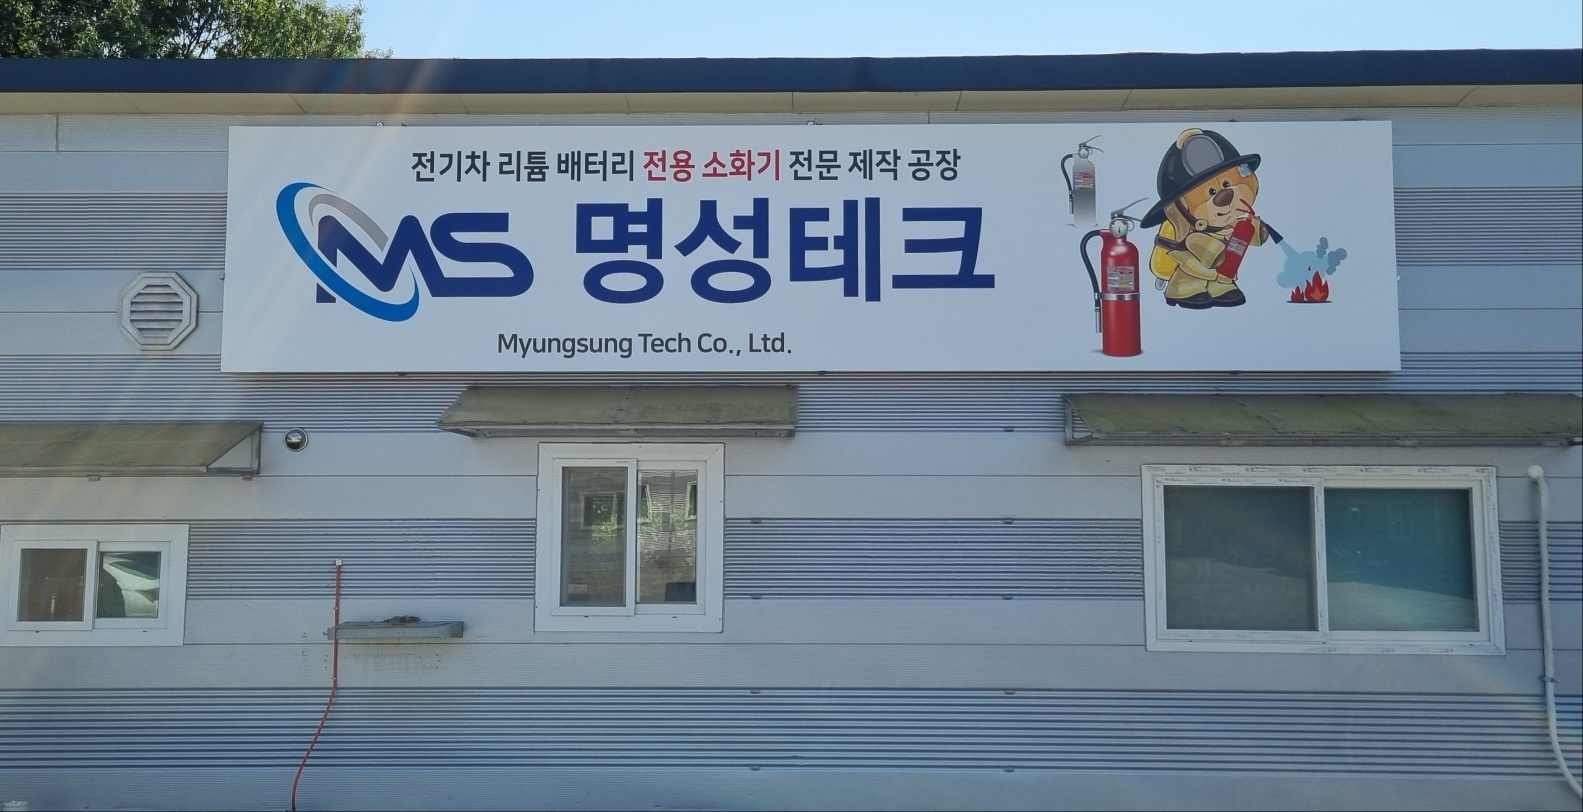 전기차 리튬 배터리 전용 소화기 전문 제작 공장
MS 명성테크
Myungsung Tech Co., Ltd.